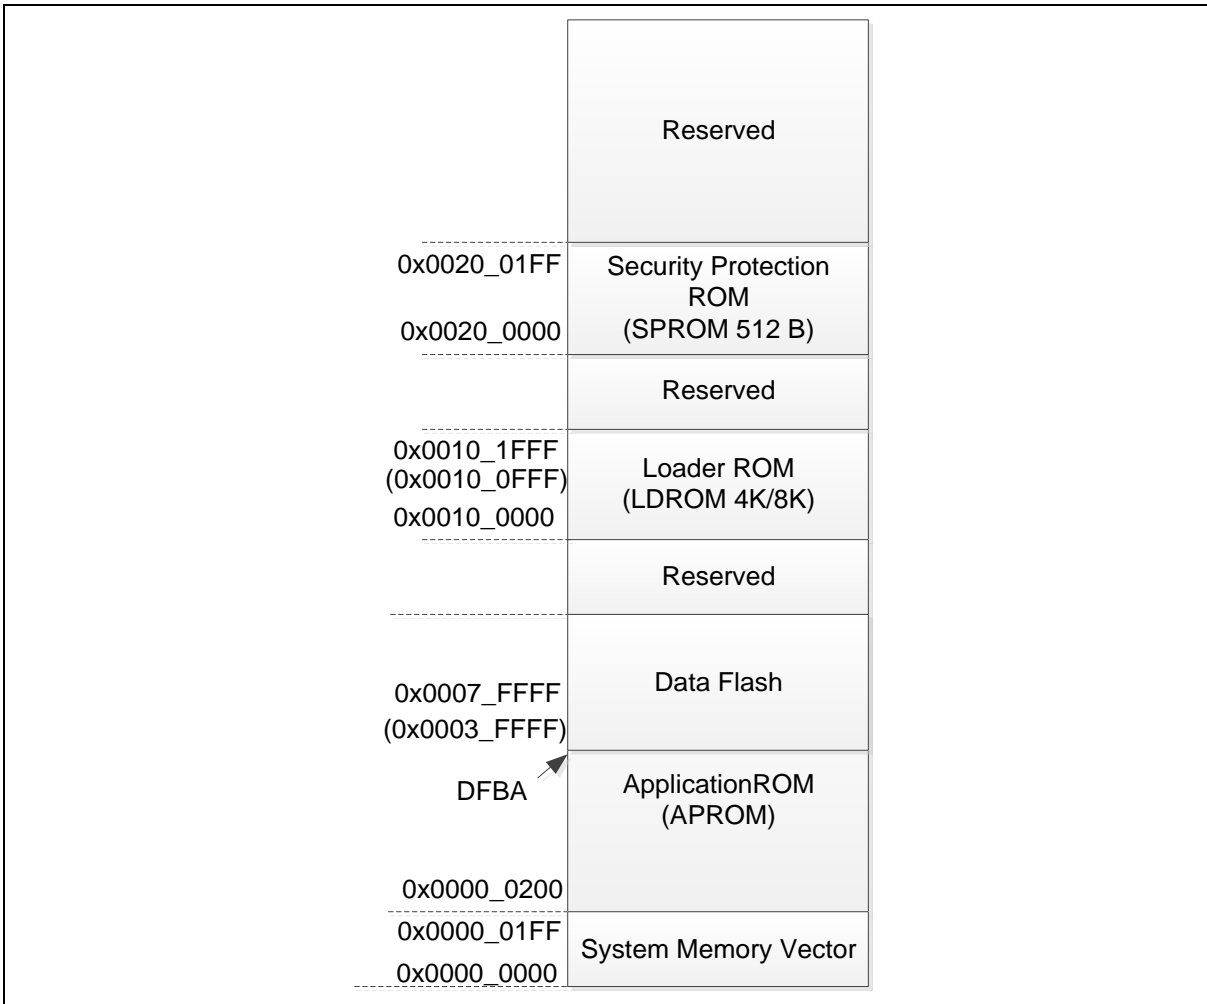 Reserved
0x0020_01FF
Security Protection
ROM
(SPROM 512 B)
0x0020_0000
Reserved
0x0010_1FFF
(0x0010_0FFF)
0x0010_0000
Loader ROM
(LDROM 4K/8K)
Reserved
Data Flash
0x0007_FFFF
(0x0003_FFFF)
DFBA
ApplicationROM
(APROM)
0x0000_0200
0x0000_01FF
System Memory Vector
0x0000_0000